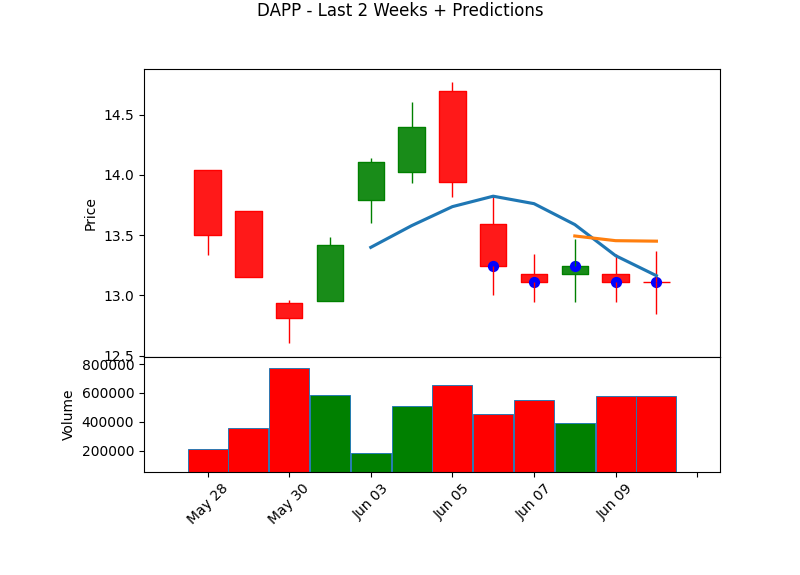 DAPP - Last 2 Weeks + Predictions
14.5
14.0
13.5
13.0
12.5
Price
800000
600000
400000
200000
Volume
May 28
May 30
Jun 03
Jun 05
Jun 07
Jun 09